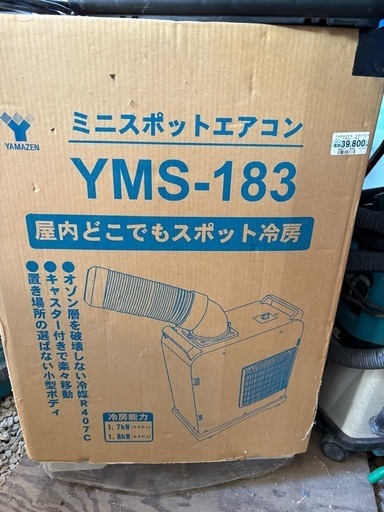 YAMAZEN
ミニスポットエアコン
YMS-183
39,800
屋内どこでもスポット冷房
●オゾン層を破壊しない冷媒R407C
●キャスター付きで楽々移動
●置き場所の選ばない小型ボディ
冷房能力
1.7kW
1.8kW